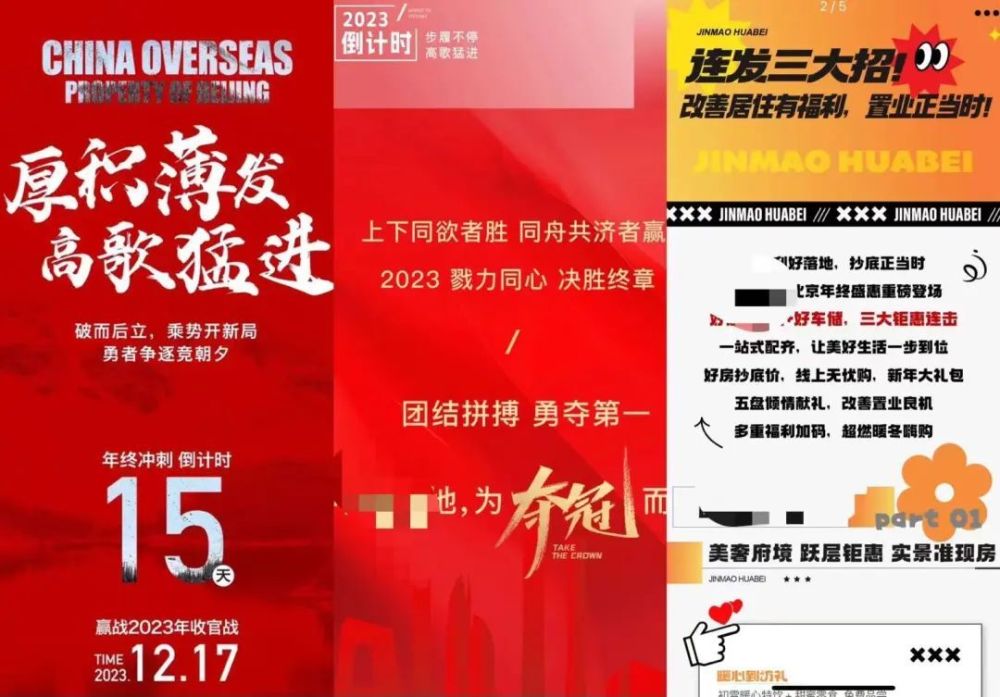 CHINA OVERSEAS
PROPERTY OF BEIJING
厚积薄发
高歌猛进
破而后立，乘势开新局
勇者争逐竞朝夕
年终冲刺 倒计时
15天
赢战2023年收官战
TIME
2023. 12.17
2023
倒计时
步履不停
高歌猛进
上下同欲者胜 同舟共济者赢
2023 戮力同心 决胜终章
/
团结拼搏 勇夺第一
地，为夺冠而
TAKE
THE CROWN
2/5
JINMAO HUABEI
连发三大招！
改善居住有福利，置业正当时！
JINMAO HUABEI
XXX JINMAO HUABEI /// XXX JINMAO HUABEI //
利好落地，抄底正当时
北京年终盛惠重磅登场
好车储，三大钜惠连击
一站式配齐，让美好生活一步到位
好房抄底价，线上无忧购，新年大礼包
五盘倾情献礼，改善置业良机
多重福利加码，超燃暖冬嗨购
part 01
美奢府境 跃层钜惠 实景准现房
JINMAO HUABEI ★ ★ ★
XXX
暖心到访礼